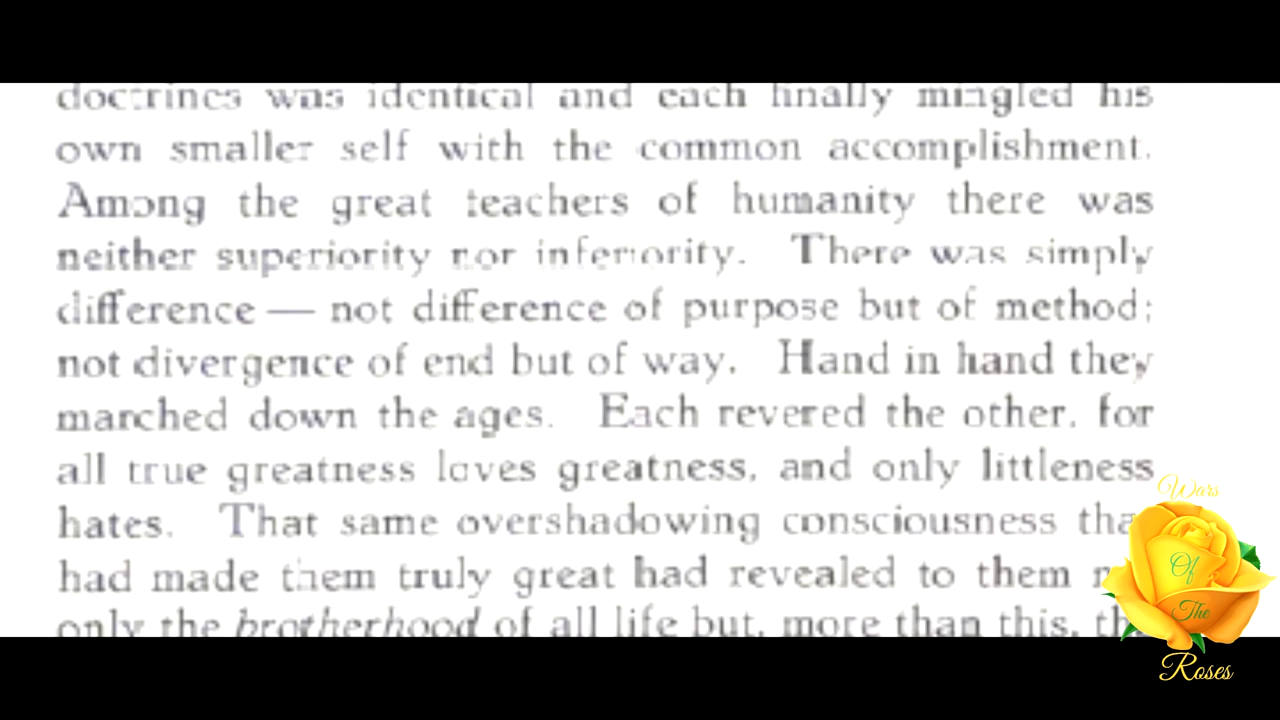 doctrines was identical and each finally mingled his
own smaller self with the common accomplishment.
Among the great teachers of humanity there was
neither superiority nor inferiority. There was simply
difference — not difference of purpose but of method;
not divergence of end but of way. Hand in hand they
marched down the ages. Each revered the other, for
all true greatness loves greatness, and only littleness
hates. That same overshadowing consciousness tha
had made them truly great had revealed to them n
only the brotherhood of all life but, more than this, th
Wars
Of
The
Roses